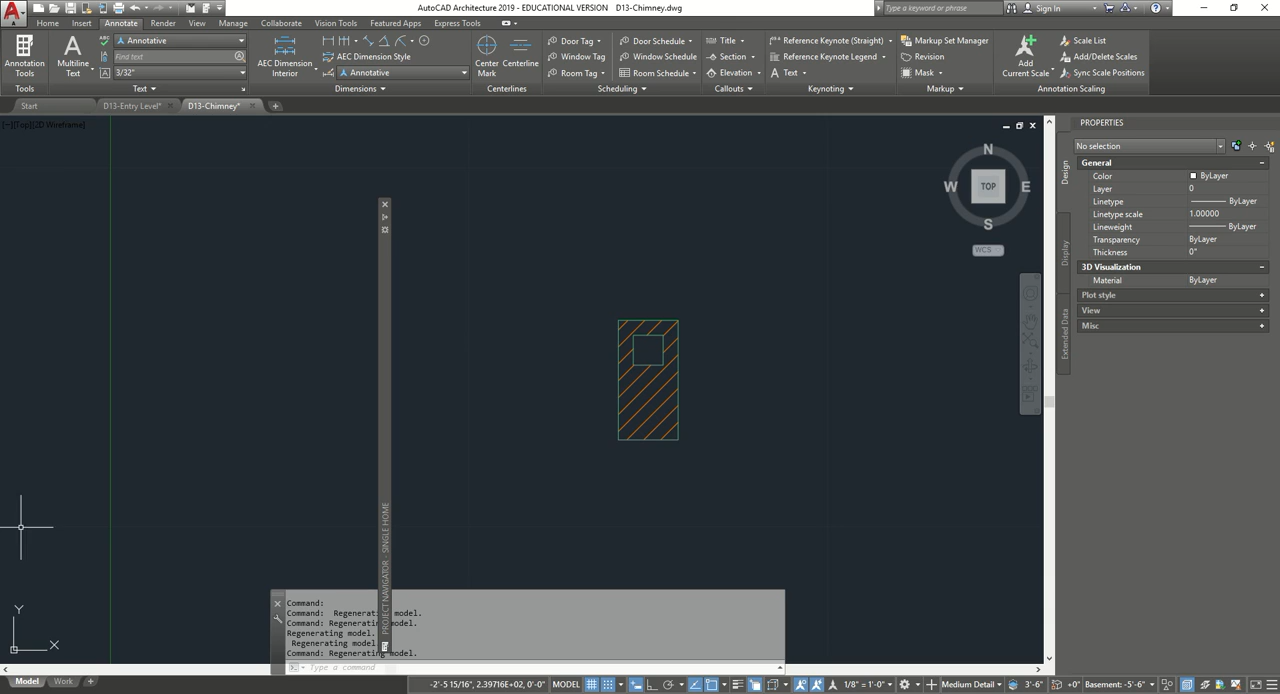 AutoCAD Architecture 2019 - EDUCATIONAL VERSION D13-Chimney.dwg
Type a keyword or phrase
Sign In
Home Insert Annotate Render View Manage Collaborate Vision Tools Featured Apps Express Tools
Annotation Tools
Multiline Text
Annotative
Find text
3/32"
AEC Dimension Interior
AEC Dimension Style
Annotative
Center Mark
Centerline
Door Tag
Window Tag
Room Tag
Door Schedule
Window Schedule
Room Schedule
Title
Section
Elevation
Reference Keynote (Straight)
Reference Keynote Legend
Text
Markup Set Manager
Revision
Mask
Add Current Scale
Scale List
Add/Delete Scales
Sync Scale Positions
Tools Text Dimensions Centerlines Scheduling Callouts Keynoting Markup Annotation Scaling
Start D13-Entry Level* D13-Chimney*
[−][Top][2D Wireframe]
N
W TOP E
S
WCS
PROJECT NAVIGATOR - SINGLE HOME
PROPERTIES
No selection
Design
Display
Extended Data
General
Color ByLayer
Layer 0
Linetype ByLayer
Linetype scale 1.00000
Lineweight ByLayer
Transparency ByLayer
Thickness 0"
3D Visualization
Material ByLayer
Plot style
View
Misc
Y
X
Command:
Command: Regenerating model.
Command: Regenerating model.
Regenerating model.
Regenerating model.
Command: Regenerating model.
Type a command
Model Work
-2'-5 15/16", 2.39716E+02, 0'-0" MODEL 1/8" = 1'-0" Medium Detail 3'-6" +0" Basement: -5'-6"